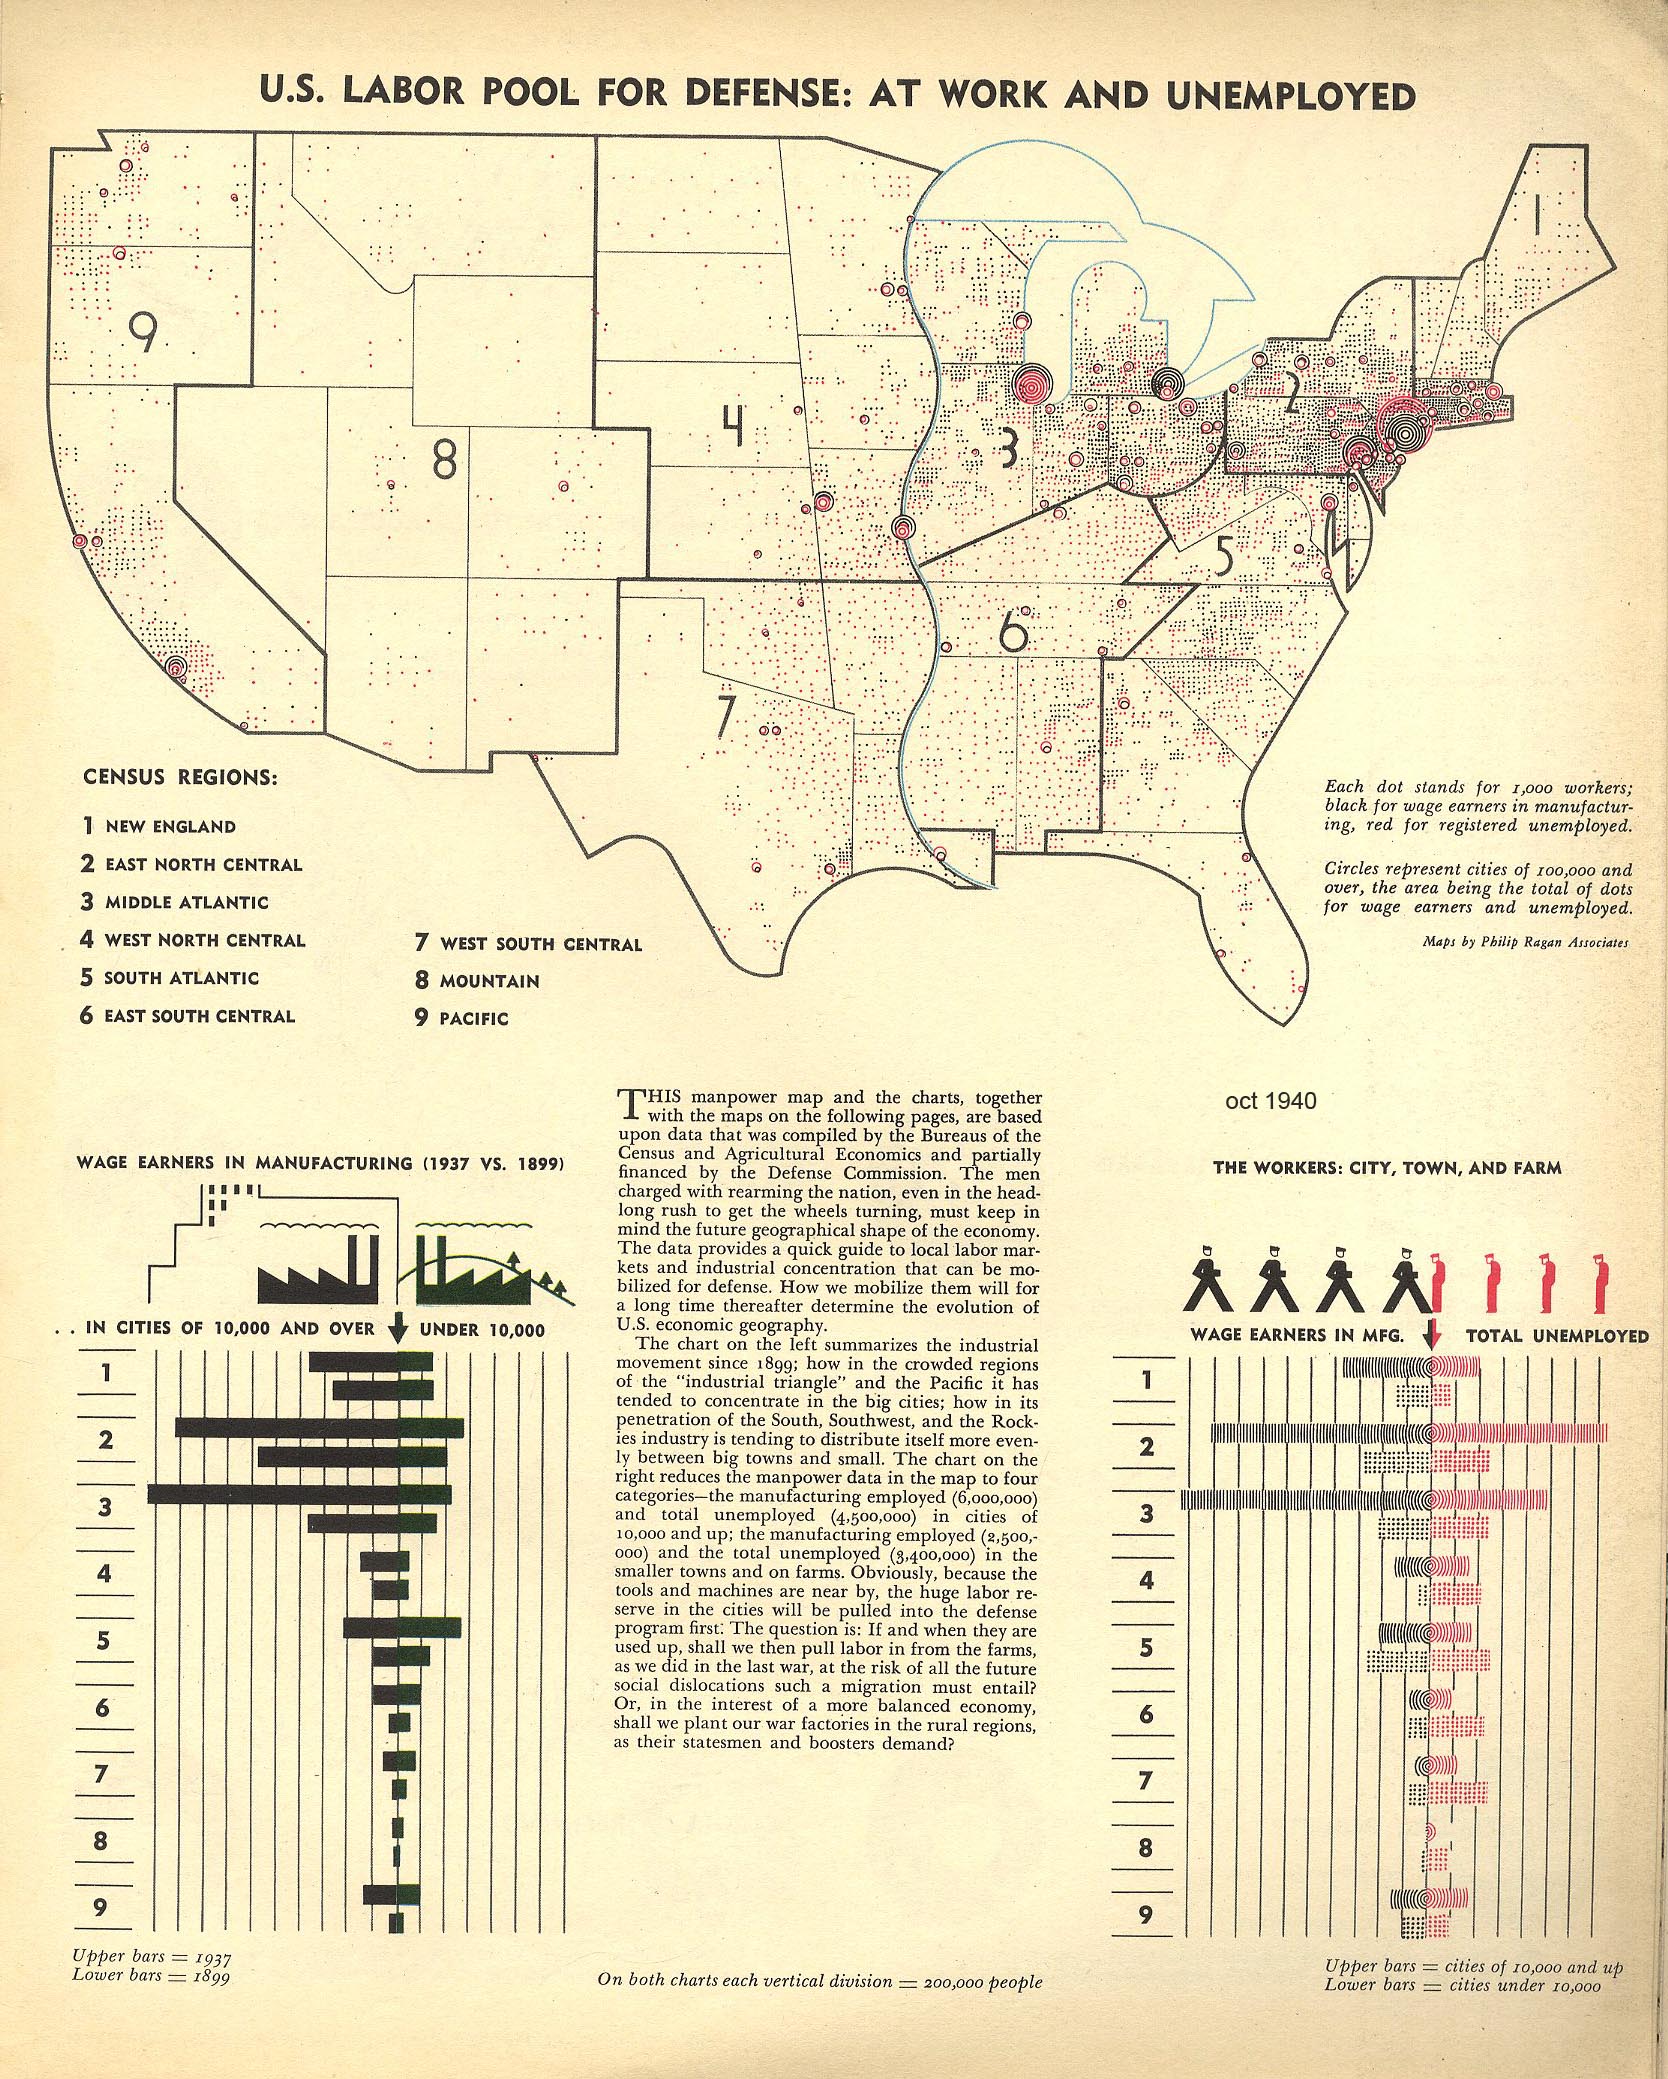 U.S. LABOR POOL FOR DEFENSE: AT WORK AND UNEMPLOYED
1
2
3
4
5
6
7
8
9
CENSUS REGIONS:
1 NEW ENGLAND
2 EAST NORTH CENTRAL
3 MIDDLE ATLANTIC
4 WEST NORTH CENTRAL
5 SOUTH ATLANTIC
6 EAST SOUTH CENTRAL
7 WEST SOUTH CENTRAL
8 MOUNTAIN
9 PACIFIC
Each dot stands for 1,000 workers;
black for wage earners in manufactur-
ing, red for registered unemployed.
Circles represent cities of 100,000 and
over, the area being the total of dots
for wage earners and unemployed.
Maps by Philip Ragan Associates
WAGE EARNERS IN MANUFACTURING (1937 VS. 1899)
. . IN CITIES OF 10,000 AND OVER
UNDER 10,000
1
2
3
4
5
6
7
8
9
Upper bars = 1937
Lower bars = 1899
THIS manpower map and the charts, together
with the maps on the following pages, are based
upon data that was compiled by the Bureaus of the
Census and Agricultural Economics and partially
financed by the Defense Commission. The men
charged with rearming the nation, even in the head-
long rush to get the wheels turning, must keep in
mind the future geographical shape of the economy.
The data provides a quick guide to local labor mar-
kets and industrial concentration that can be mo-
bilized for defense. How we mobilize them will for
a long time thereafter determine the evolution of
U.S. economic geography.
The chart on the left summarizes the industrial
movement since 1899; how in the crowded regions
of the "industrial triangle" and the Pacific it has
tended to concentrate in the big cities; how in its
penetration of the South, Southwest, and the Rock-
ies industry is tending to distribute itself more even-
ly between big towns and small. The chart on the
right reduces the manpower data in the map to four
categories—the manufacturing employed (6,000,000)
and total unemployed (4,500,000) in cities of
10,000 and up; the manufacturing employed (2,500,-
000) and the total unemployed (3,400,000) in the
smaller towns and on farms. Obviously, because the
tools and machines are near by, the huge labor re-
serve in the cities will be pulled into the defense
program first. The question is: If and when they are
used up, shall we then pull labor in from the farms,
as we did in the last war, at the risk of all the future
social dislocations such a migration must entail?
Or, in the interest of a more balanced economy,
shall we plant our war factories in the rural regions,
as their statesmen and boosters demand?
On both charts each vertical division = 200,000 people
oct 1940
THE WORKERS: CITY, TOWN, AND FARM
WAGE EARNERS IN MFG.
TOTAL UNEMPLOYED
1
2
3
4
5
6
7
8
9
Upper bars = cities of 10,000 and up
Lower bars = cities under 10,000